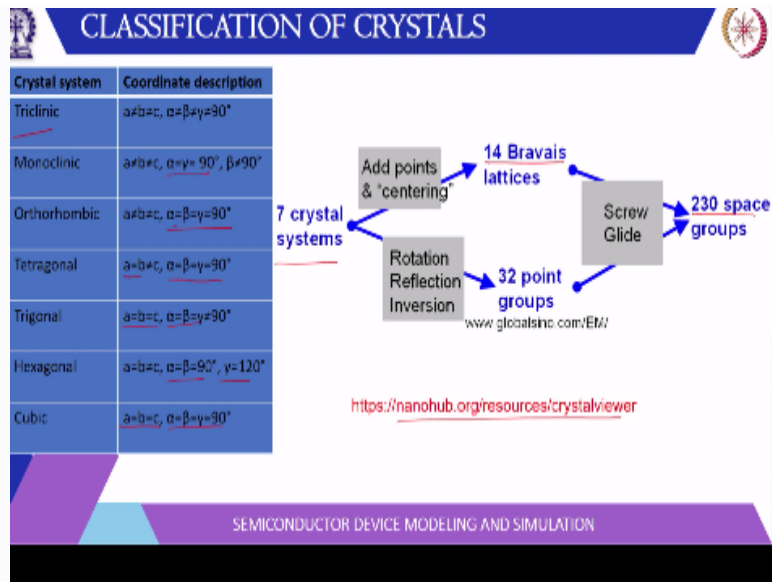 CLASSIFICATION OF CRYSTALS
Crystal system Coordinate description
Triclinic a≠b≠c, α≠β≠γ≠90°
Monoclinic a≠b≠c, α=γ= 90°, β≠90°
Orthorhombic a≠b≠c, α=β=γ=90°
Tetragonal a=b≠c, α=β=γ=90°
Trigonal a=b=c, α=β=γ≠90°
Hexagonal a=b≠c, α=β=90°, γ=120°
Cubic a=b=c, α=β=γ=90°
7 crystal
systems
Add points
& "centering"
14 Bravais
lattices
Rotation
Reflection
Inversion
32 point
groups
Screw
Glide
230 space
groups
www.globalsino.com/EM/
https://nanohub.org/resources/crystalviewer
SEMICONDUCTOR DEVICE MODELING AND SIMULATION